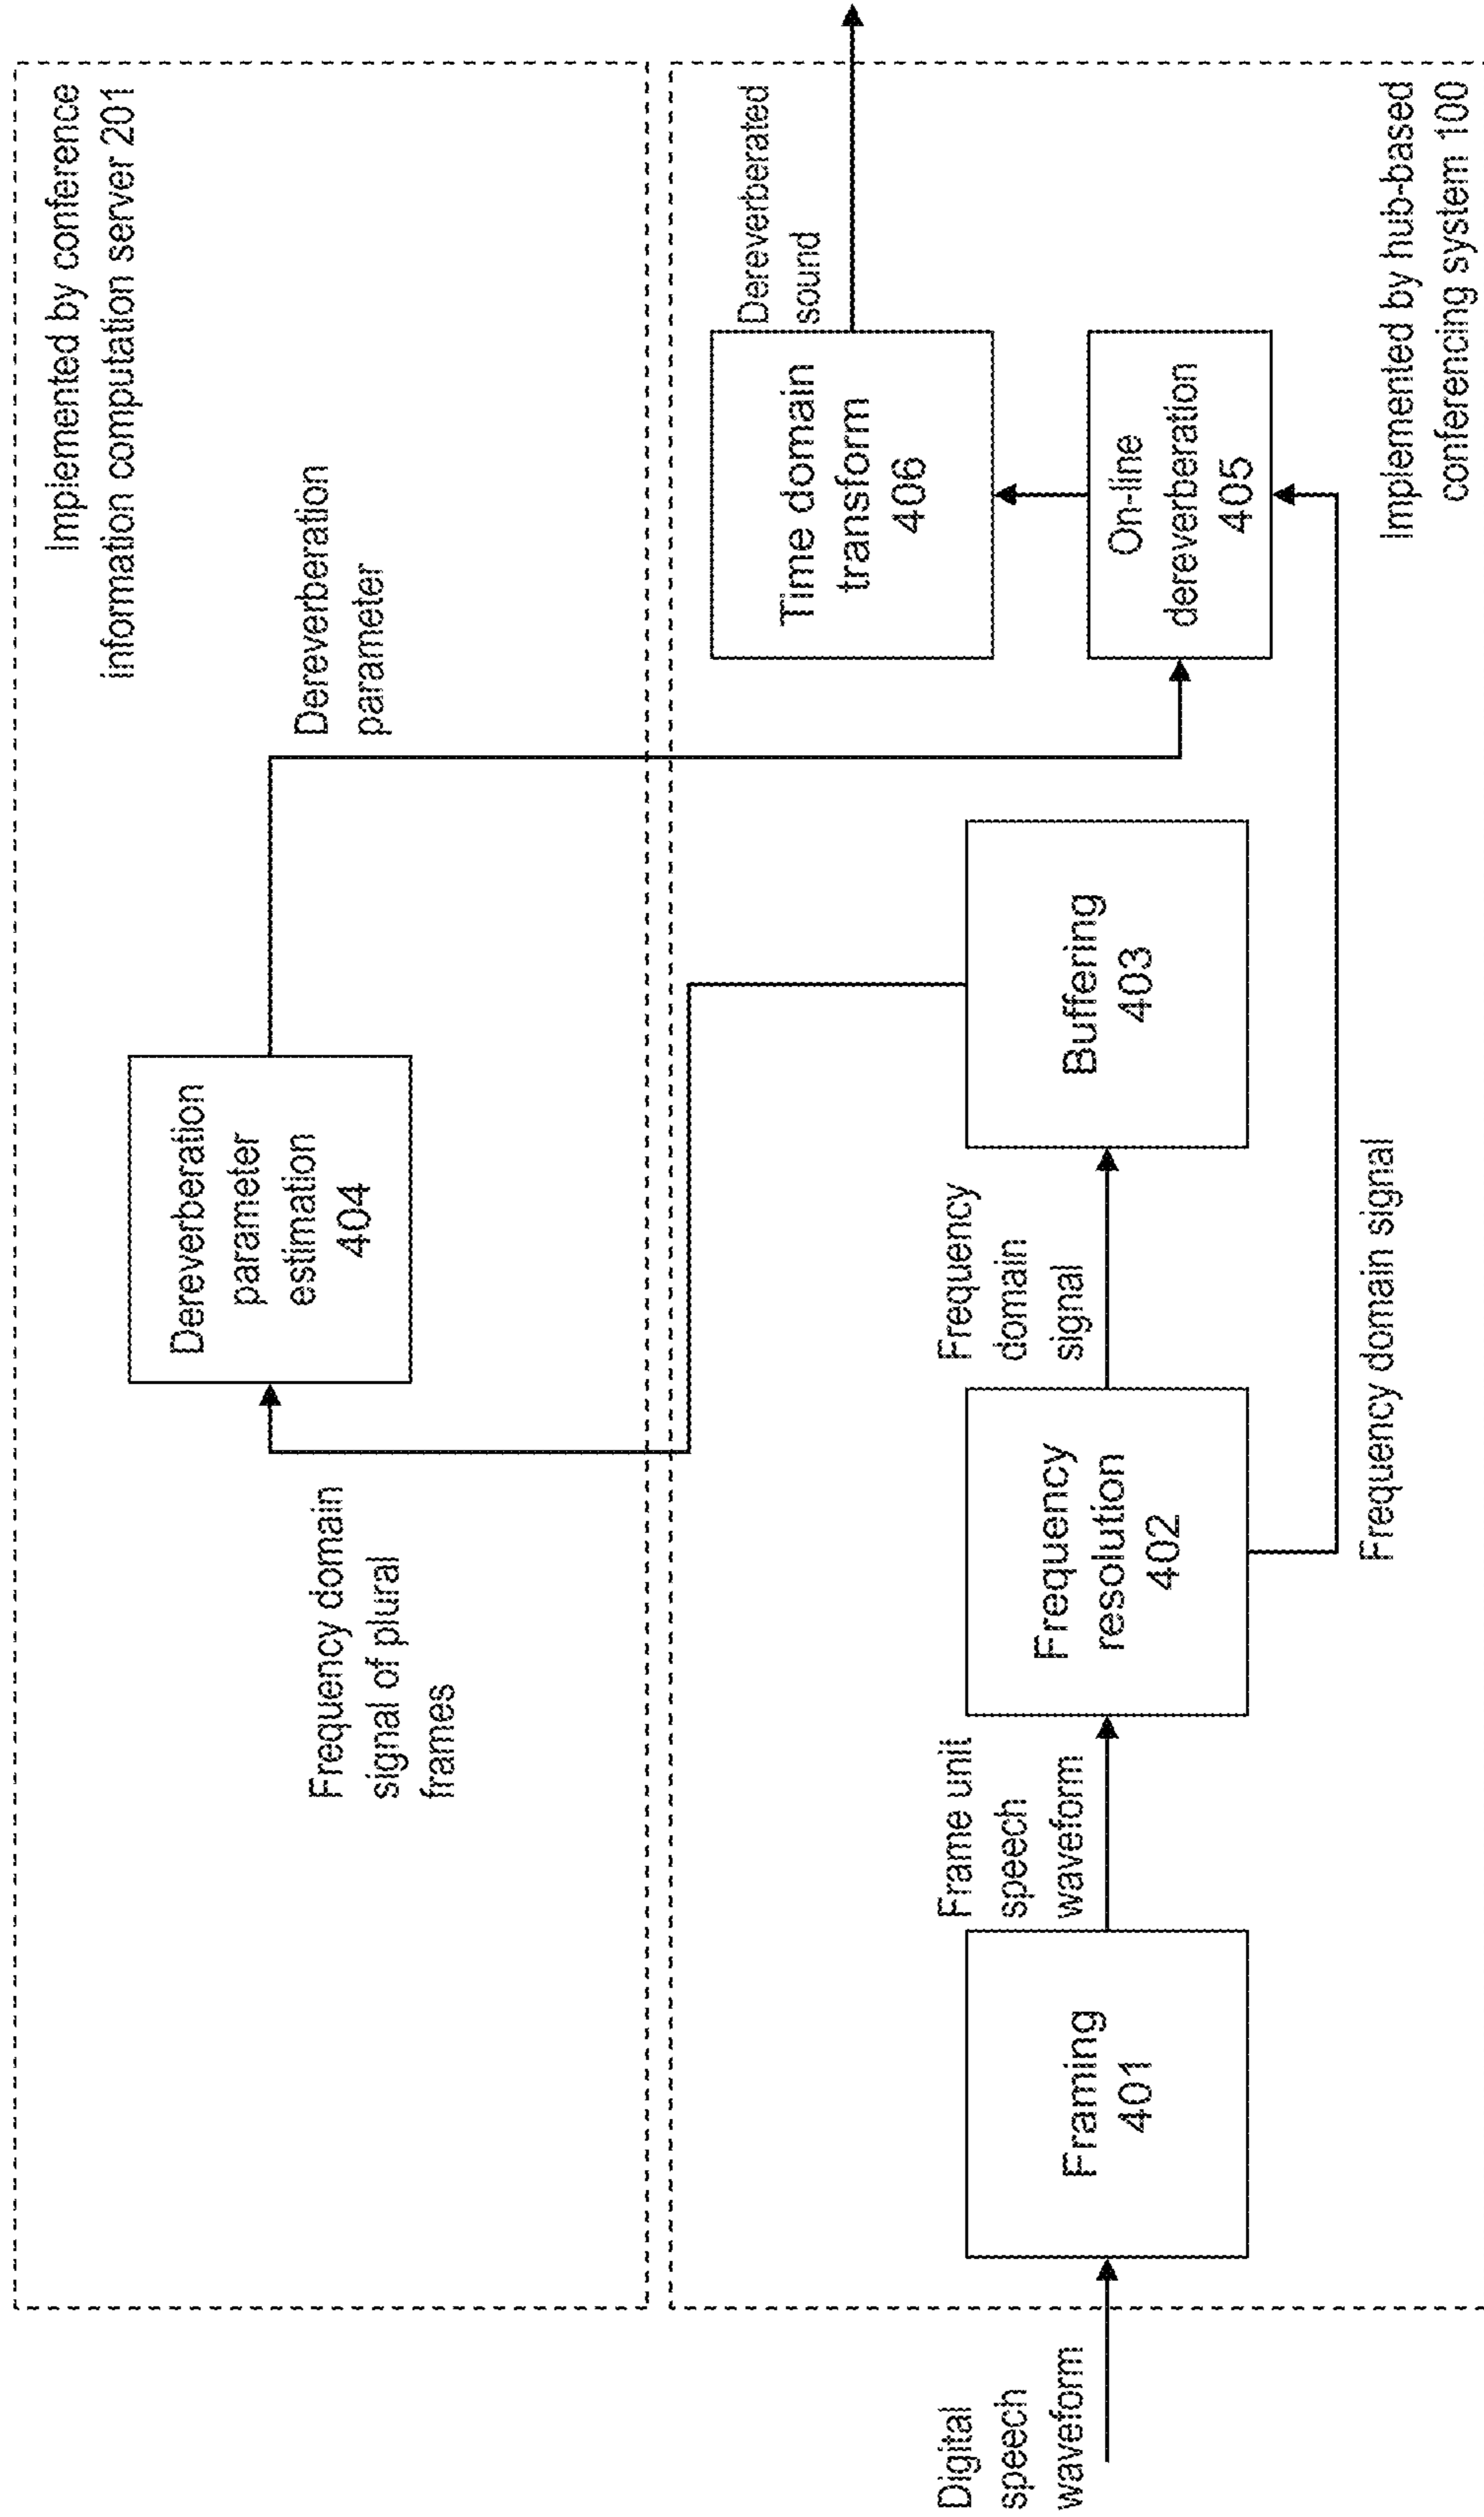 Implemented by conference
information computation server 201
Dereverberation
parameter
estimation
404
Dereverberation
parameter
Frequency domain
signal of plural
frames
Digital
speech
waveform
Framing
401
Frame unit
speech
waveform
Frequency
resolution
402
Frequency
domain
signal
Buffering
403
Time domain
transform
406
Dereverberated
sound
On-line
dereverberation
405
Frequency domain signal
Implemented by hub-based
conferencing system 100